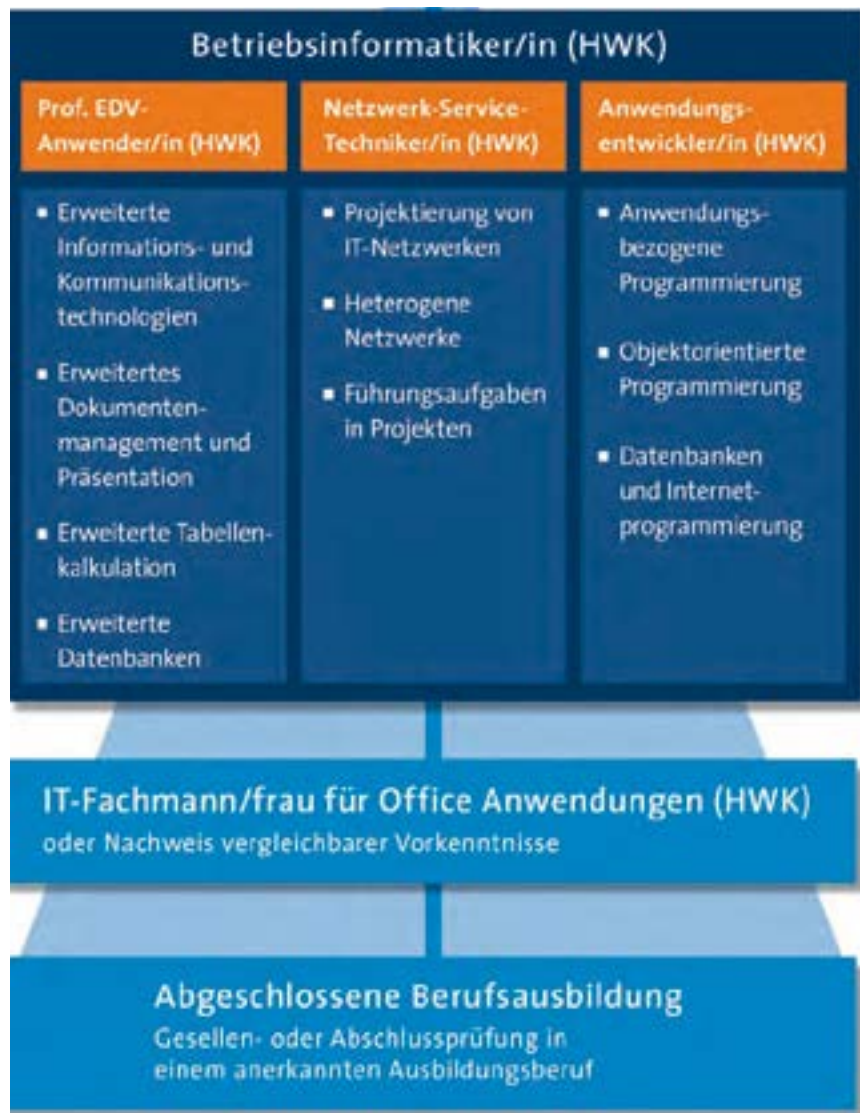 Betriebsinformatiker/in (HWK)
Prof. EDV-
Anwender/in (HWK)
▪ Erweiterte
Informations- und
Kommunikations-
technologien
▪ Erweitertes
Dokumenten-
management und
Präsentation
▪ Erweiterte Tabellen-
kalkulation
▪ Erweiterte
Datenbanken
Netzwerk-Service-
Techniker/in (HWK)
▪ Projektierung von
IT-Netzwerken
▪ Heterogene
Netzwerke
▪ Führungsaufgaben
in Projekten
Anwendungs-
entwickler/in (HWK)
▪ Anwendungs-
bezogene
Programmierung
▪ Objektorientierte
Programmierung
▪ Datenbanken
und Internet-
programmierung
IT-Fachmann/frau für Office Anwendungen (HWK)
oder Nachweis vergleichbarer Vorkenntnisse
Abgeschlossene Berufsausbildung
Gesellen- oder Abschlussprüfung in
einem anerkannten Ausbildungsberuf